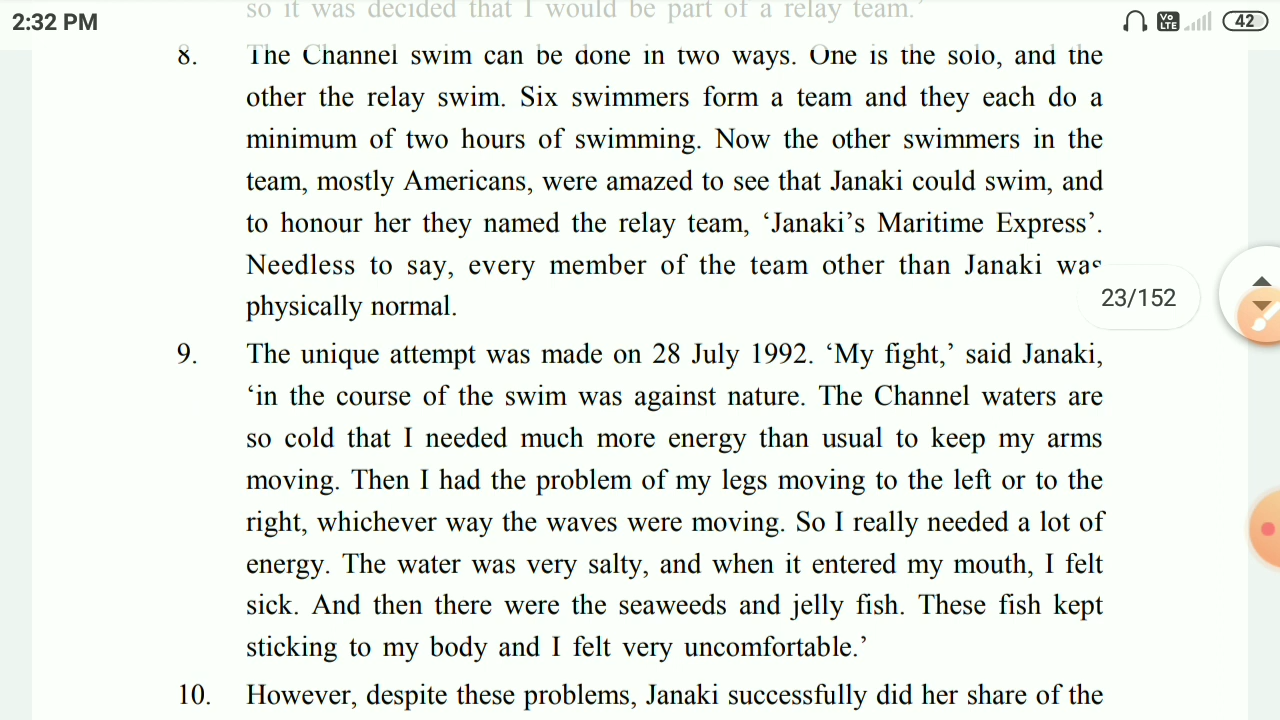 2:32 PM
Vo LTE
42
so it was decided that I would be part of a relay team.’
8. The Channel swim can be done in two ways. One is the solo, and the
other the relay swim. Six swimmers form a team and they each do a
minimum of two hours of swimming. Now the other swimmers in the
team, mostly Americans, were amazed to see that Janaki could swim, and
to honour her they named the relay team, ‘Janaki’s Maritime Express’.
Needless to say, every member of the team other than Janaki was
physically normal.
23/152
9. The unique attempt was made on 28 July 1992. ‘My fight,’ said Janaki,
‘in the course of the swim was against nature. The Channel waters are
so cold that I needed much more energy than usual to keep my arms
moving. Then I had the problem of my legs moving to the left or to the
right, whichever way the waves were moving. So I really needed a lot of
energy. The water was very salty, and when it entered my mouth, I felt
sick. And then there were the seaweeds and jelly fish. These fish kept
sticking to my body and I felt very uncomfortable.’
10. However, despite these problems, Janaki successfully did her share of the